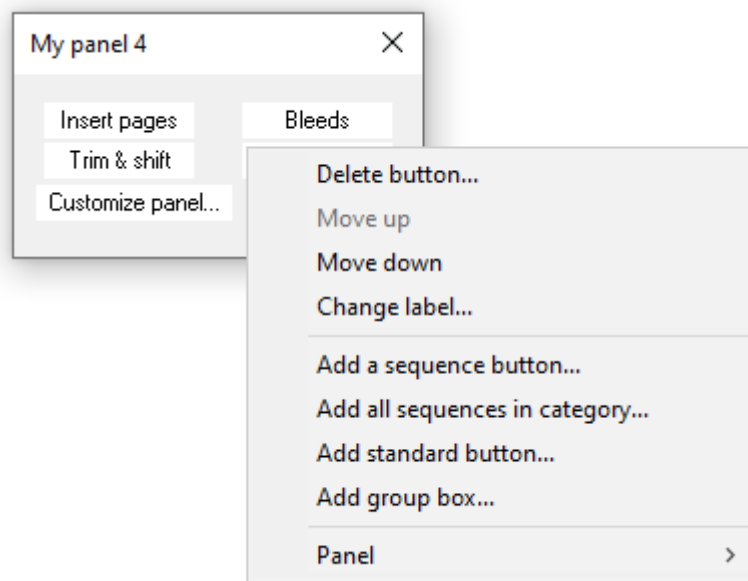 My panel 4
Insert pages
Bleeds
Trim & shift
Customize panel...
Delete button...
Move up
Move down
Change label...
Add a sequence button...
Add all sequences in category...
Add standard button...
Add group box...
Panel